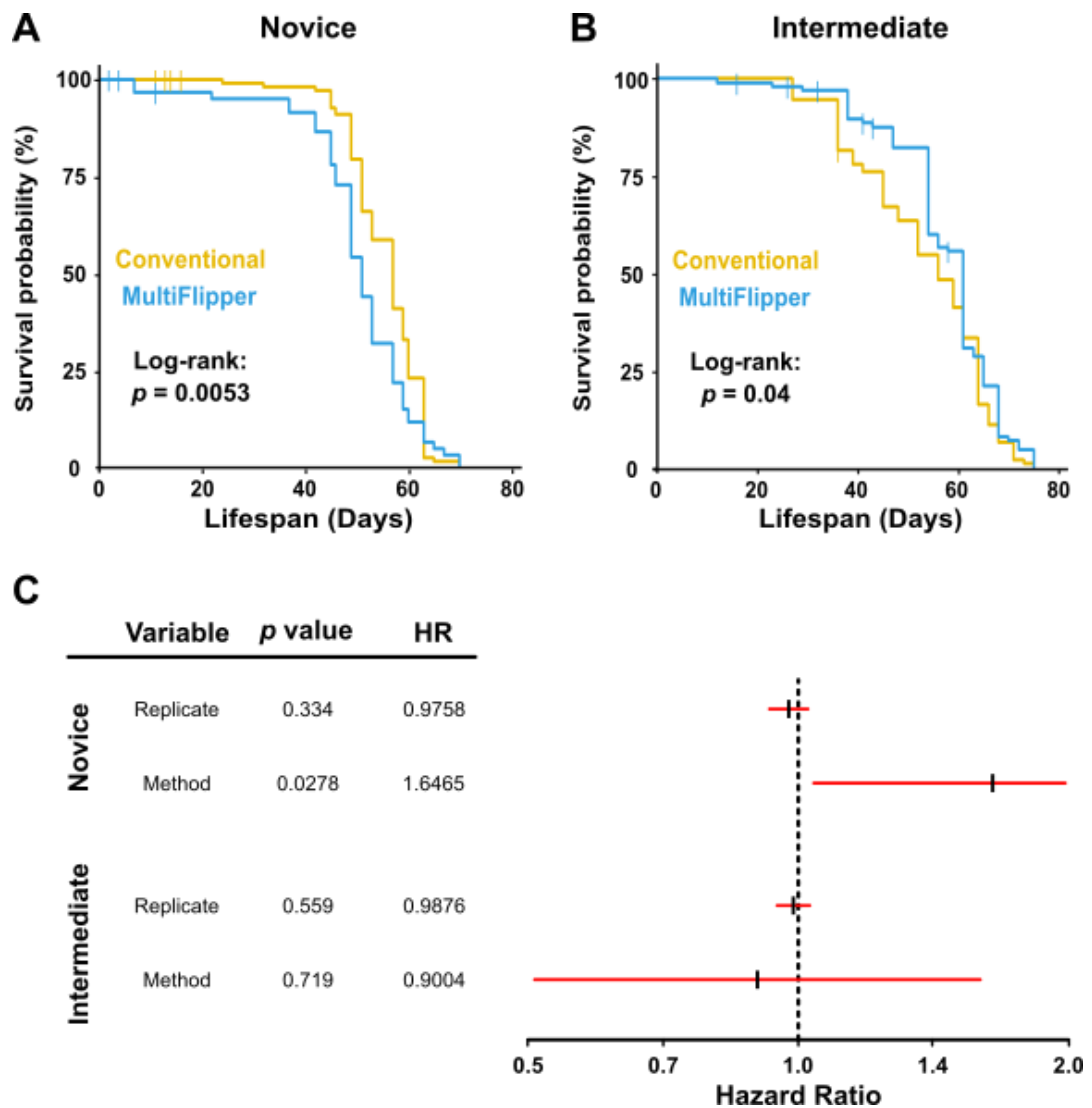 A
Novice
Survival probability (%)
100
75
50
25
0
Conventional
MultiFlipper
Log-rank:
p = 0.0053
0 20 40 60 80
Lifespan (Days)
B
Intermediate
Survival probability (%)
100
75
50
25
0
Conventional
MultiFlipper
Log-rank:
p = 0.04
0 20 40 60 80
Lifespan (Days)
C
Variable p value HR
Novice
Replicate 0.334 0.9758
Method 0.0278 1.6465
Intermediate
Replicate 0.559 0.9876
Method 0.719 0.9004
0.5 0.7 1.0 1.4 2.0
Hazard Ratio